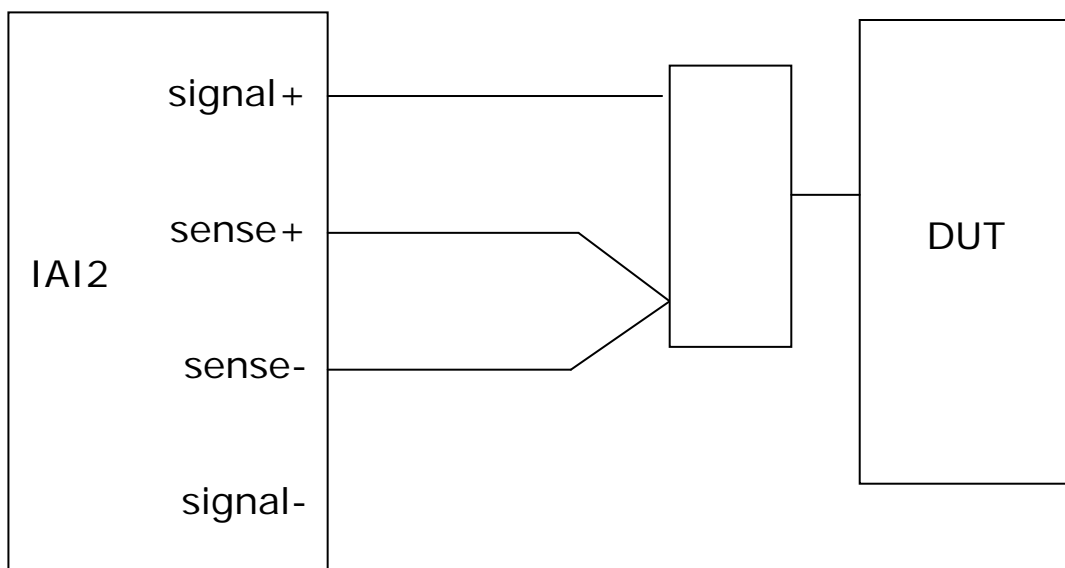 signal+
sense+
IAI2
DUT
sense-
signal-